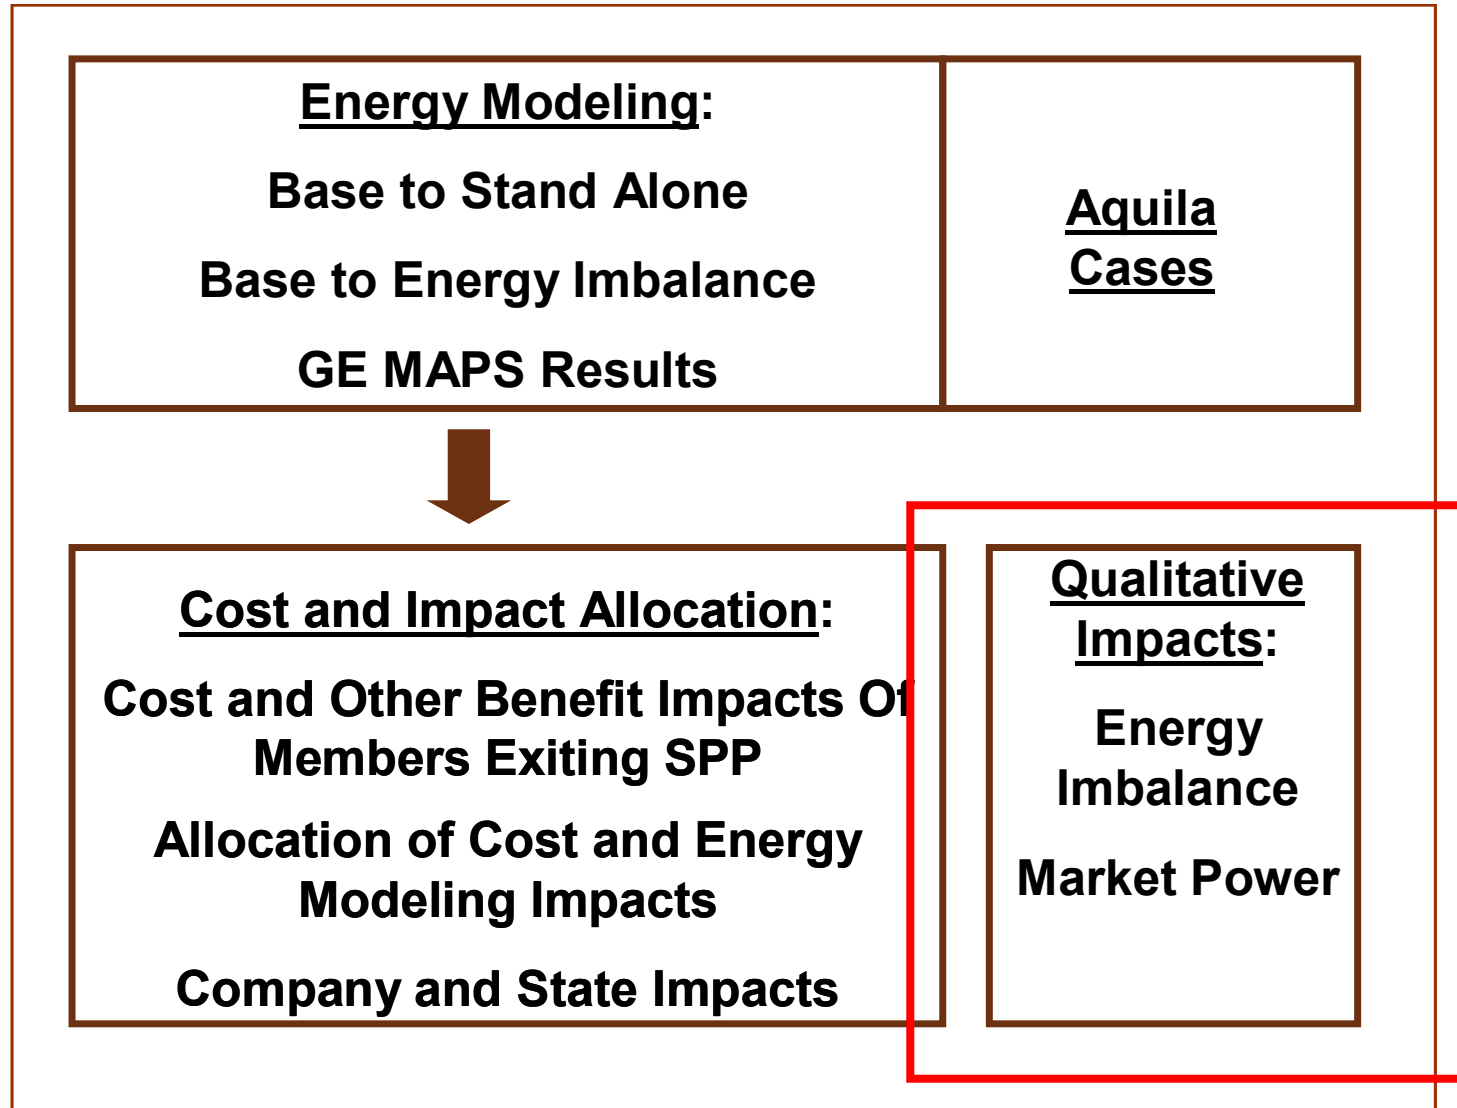 Energy Modeling:
Base to Stand Alone
Base to Energy Imbalance
GE MAPS Results
Aquila
Cases
Cost and Impact Allocation:
Cost and Other Benefit Impacts Of
Members Exiting SPP
Allocation of Cost and Energy
Modeling Impacts
Company and State Impacts
Qualitative
Impacts:
Energy
Imbalance
Market Power